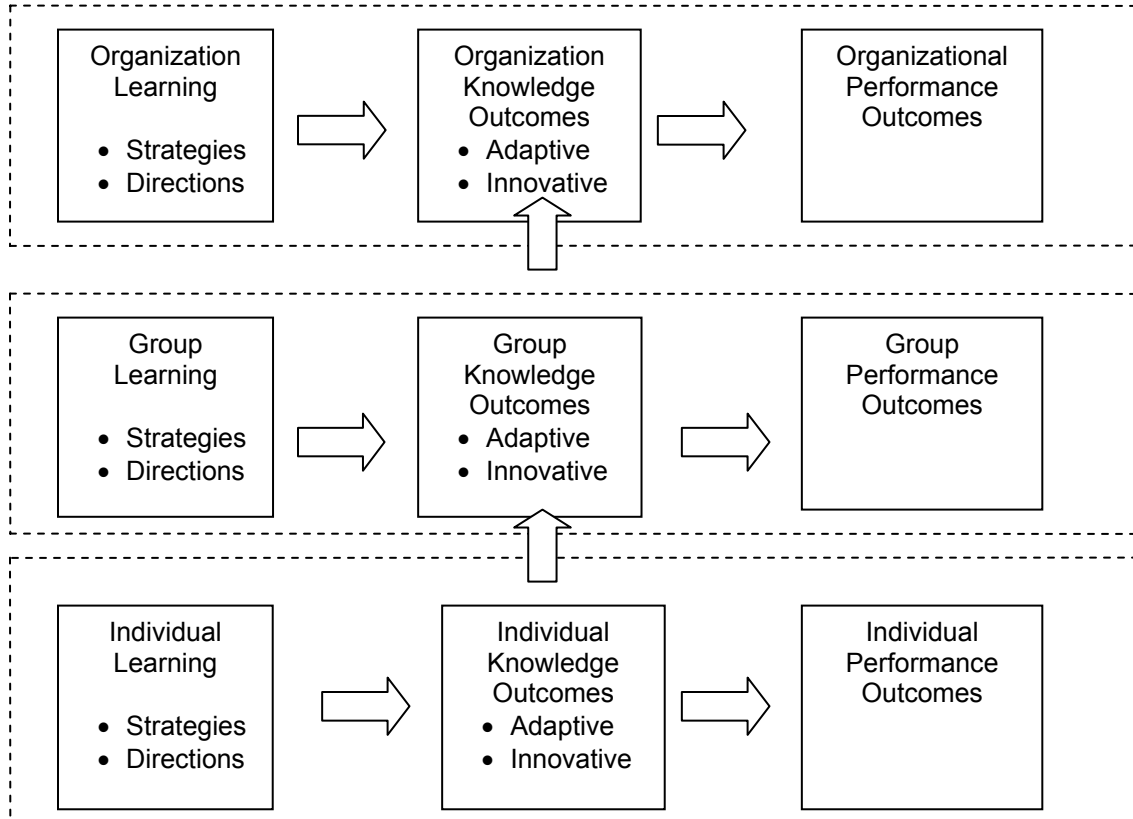 Organization
Learning
• Strategies
• Directions
Organization
Knowledge
Outcomes
• Adaptive
• Innovative
Organizational
Performance
Outcomes
Group
Learning
• Strategies
• Directions
Group
Knowledge
Outcomes
• Adaptive
• Innovative
Group
Performance
Outcomes
Individual
Learning
• Strategies
• Directions
Individual
Knowledge
Outcomes
• Adaptive
• Innovative
Individual
Performance
Outcomes